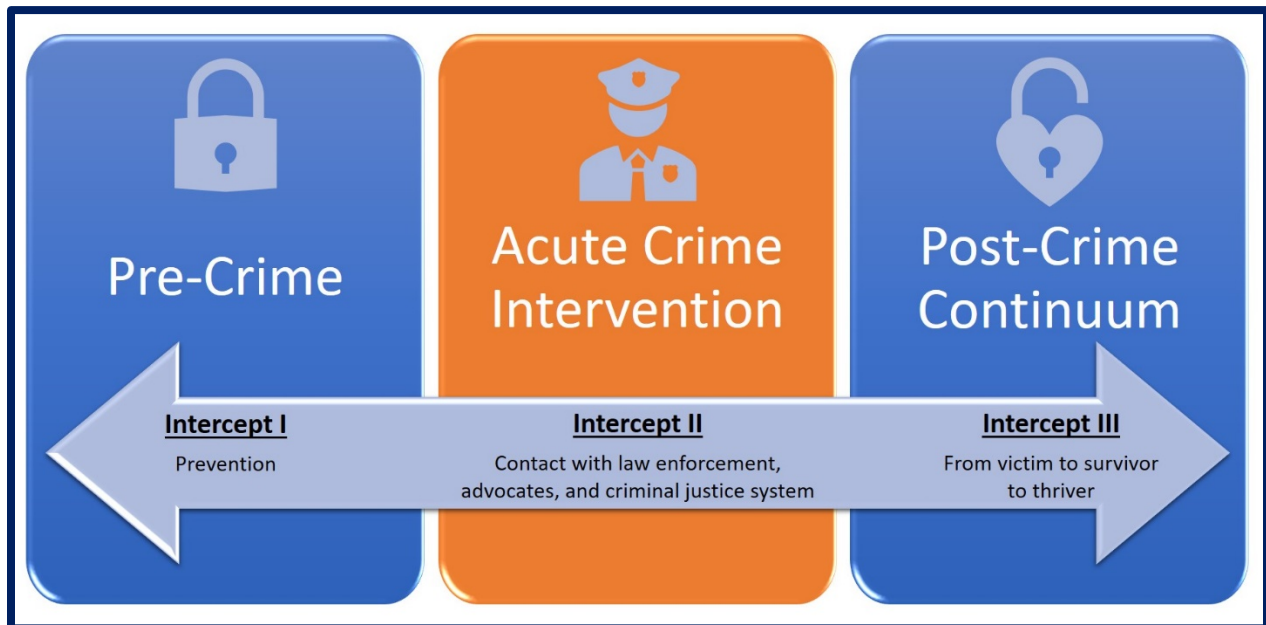 Pre-Crime
Acute Crime
Intervention
Post-Crime
Continuum
Intercept I
Prevention
Intercept II
Contact with law enforcement,
advocates, and criminal justice system
Intercept III
From victim to survivor
to thriver